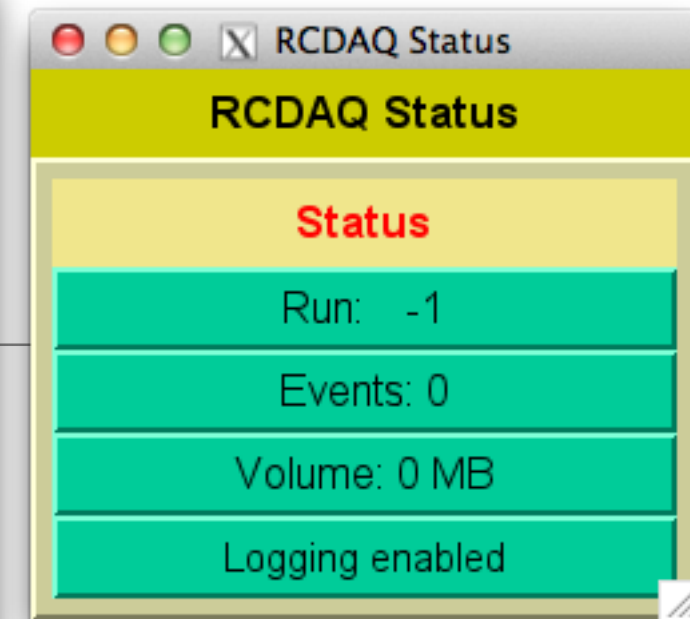 RCDAQ Status
RCDAQ Status
Status
Run: -1
Events: 0
Volume: 0 MB
Logging enabled